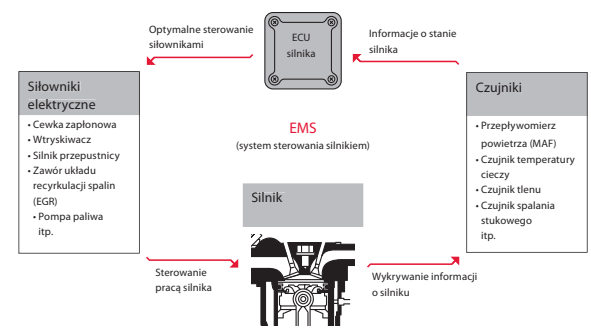 Optymalne sterowanie
siłownikami
ECU
silnika
Informacje o stanie
silnika
Siłowniki
elektryczne
• Cewka zapłonowa
• Wtryskiwacz
• Silnik przepustnicy
• Zawór układu
recyrkulacji spalin
(EGR)
• Pompa paliwa
itp.
EMS
(system sterowania silnikiem)
Czujniki
• Przepływomierz
powietrza (MAF)
• Czujnik temperatury
cieczy
• Czujnik tlenu
• Czujnik spalania
stukowego
itp.
Silnik
Sterowanie
pracą silnika
Wykrywanie informacji
o silniku